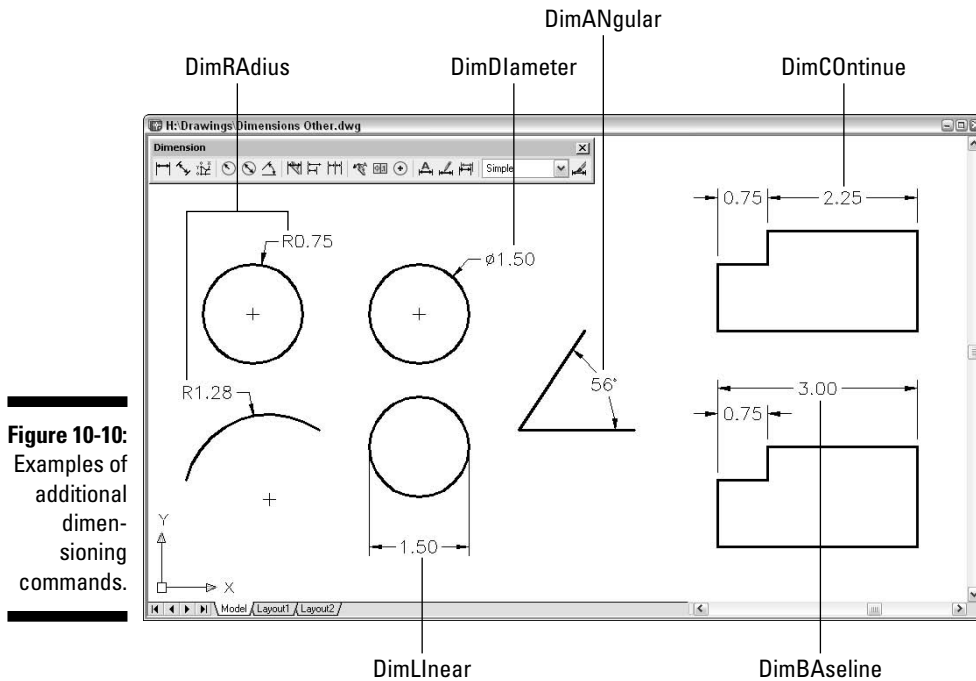 DimANgular
DimRAdius
DimDIameter
DimCOntinue
H:\Drawings\Dimensions Other.dwg
Dimension
Simple
0.75
2.25
R0.75
ø1.50
R1.28
56°
3.00
0.75
Figure 10-10:
Examples of
additional
dimen-
sioning
commands.
1.50
Y
X
Model
Layout1
Layout2
DimLInear
DimBAseline